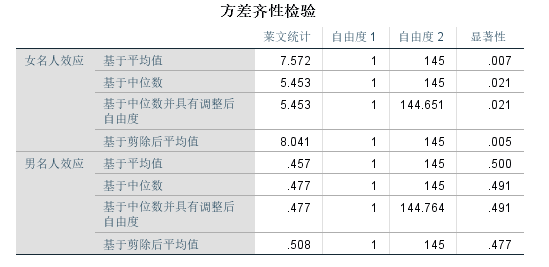 方差齐性检验
莱文统计 自由度 1 自由度 2 显著性
女名人效应 基于平均值 7.572 1 145 .007
基于中位数 5.453 1 145 .021
基于中位数并具有调整后 5.453 1 144.651 .021
自由度
基于剪除后平均值 8.041 1 145 .005
男名人效应 基于平均值 .457 1 145 .500
基于中位数 .477 1 145 .491
基于中位数并具有调整后 .477 1 144.764 .491
自由度
基于剪除后平均值 .508 1 145 .477